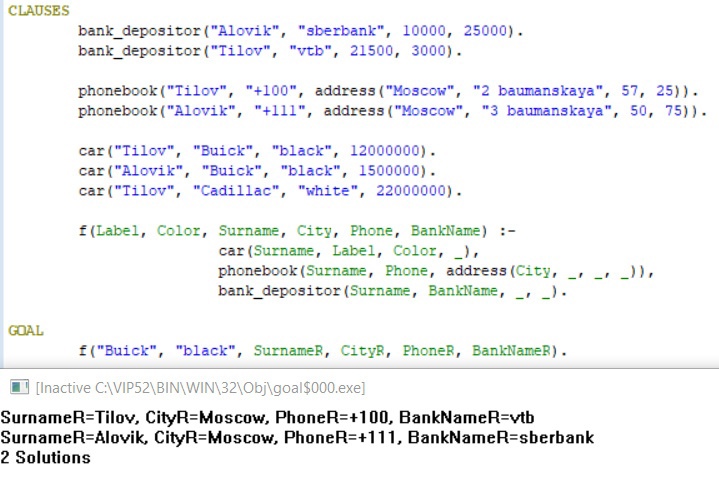 CLAUSES
bank_depositor("Alovik", "sberbank", 10000, 25000).
bank_depositor("Tilov", "vtb", 21500, 3000).
phonebook("Tilov", "+100", address("Moscow", "2 baumanskaya", 57, 25)).
phonebook("Alovik", "+111", address("Moscow", "3 baumanskaya", 50, 75)).
car("Tilov", "Buick", "black", 12000000).
car("Alovik", "Buick", "black", 1500000).
car("Tilov", "Cadillac", "white", 22000000).
f(Label, Color, Surname, City, Phone, BankName) :-
car(Surname, Label, Color, _),
phonebook(Surname, Phone, address(City, _, _, _)),
bank_depositor(Surname, BankName, _, _).
GOAL
f("Buick", "black", SurnameR, CityR, PhoneR, BankNameR).
[Inactive C:\VIP52\BIN\WIN\32\Obj\goal$000.exe]
SurnameR=Tilov, CityR=Moscow, PhoneR=+100, BankNameR=vtb
SurnameR=Alovik, CityR=Moscow, PhoneR=+111, BankNameR=sberbank
2 Solutions